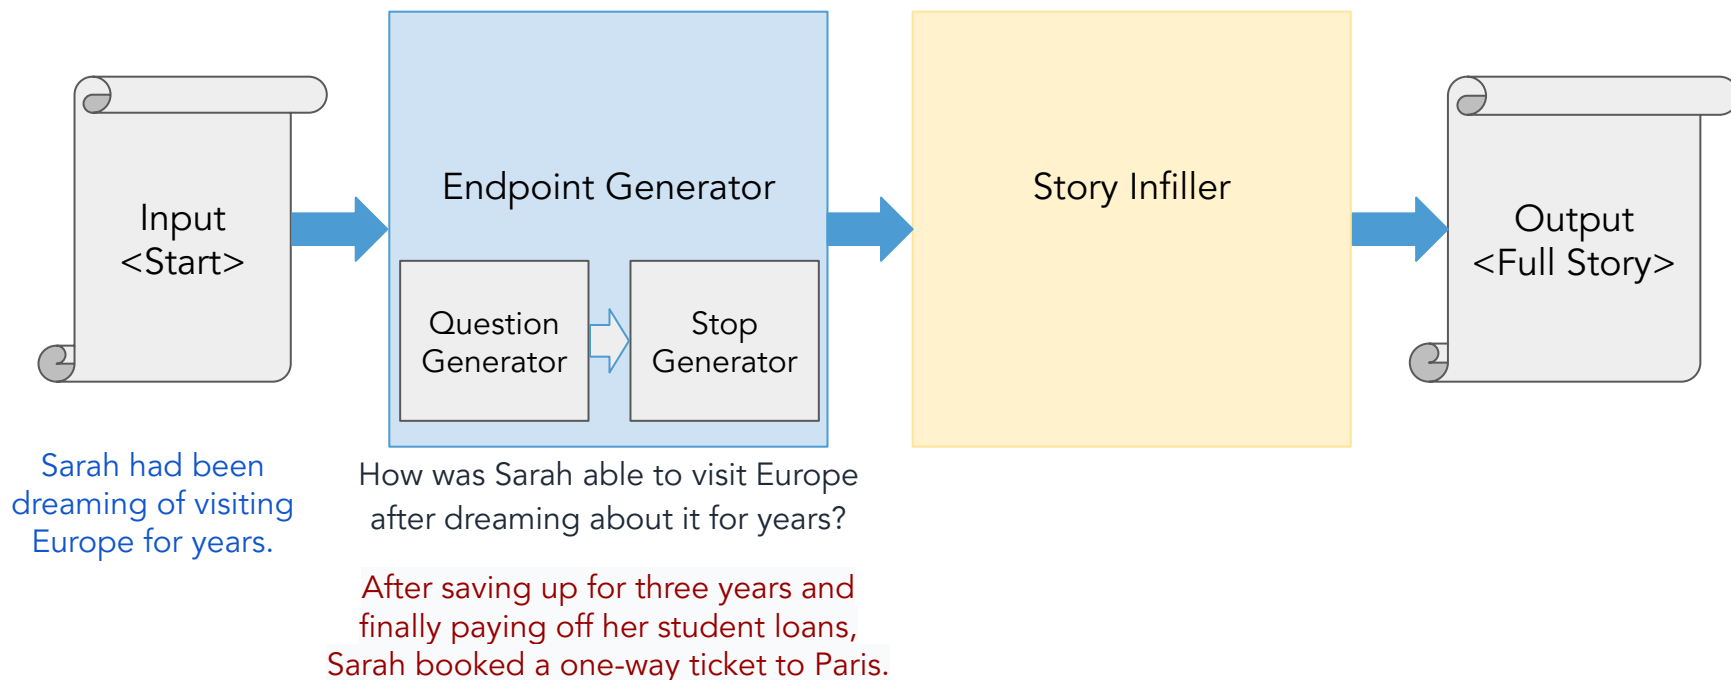 Input
<Start>
Endpoint Generator
Question
Generator
Stop
Generator
Story Infiller
Output
<Full Story>
Sarah had been
dreaming of visiting
Europe for years.
How was Sarah able to visit Europe
after dreaming about it for years?
After saving up for three years and
finally paying off her student loans,
Sarah booked a one-way ticket to Paris.